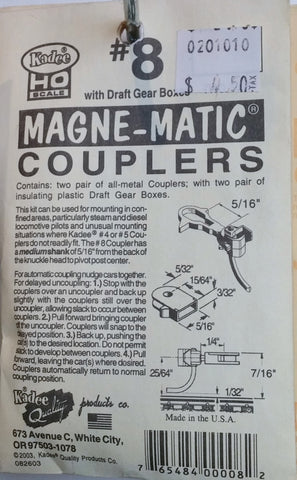 Kadee®
HO
SCALE
#8
0201010
$ 4.50
+TAX
with Draft Gear Boxes
MAGNE-MATIC®
COUPLERS
Contains: two pair of all-metal Couplers; with two pair of
insulating plastic Draft Gear Boxes.
This kit can be used for mounting in con-
fined areas, particularly steam and diesel
locomotive pilots and unusual mounting
situations where Kadee® #4 or #5 Cou-
plers do not readily fit. The #8 Coupler has
a medium shank of 5/16" from the back of
the knuckle head to pivot post center.
For automatic coupling nudge cars together.
For delayed uncoupling: 1.) Stop with the
couplers over an uncoupler and back up
slightly with the couplers still over the
uncoupler, allowing slack to occur between
couplers. 2.) Pull forward bringing coupler
of the uncoupler. Couplers will snap to the
delayed position. 3.) Back up, pushing the
cars to the desired location. Do not permit
slack to develop between couplers. 4.) Pull
forward, leaving the car(s) where desired.
Couplers automatically return to normal
coupling position.
5/16"
5/32"
15/64"
3/32"
5/16"
1/4"
25/64"
7/16"
1/32"
Made in the U.S.A.
Kadee®
Quality
products co.
673 Avenue C, White City,
OR 97503-1078
©2003, Kadee® Quality Products Co.
082603
7 65484 00008 2